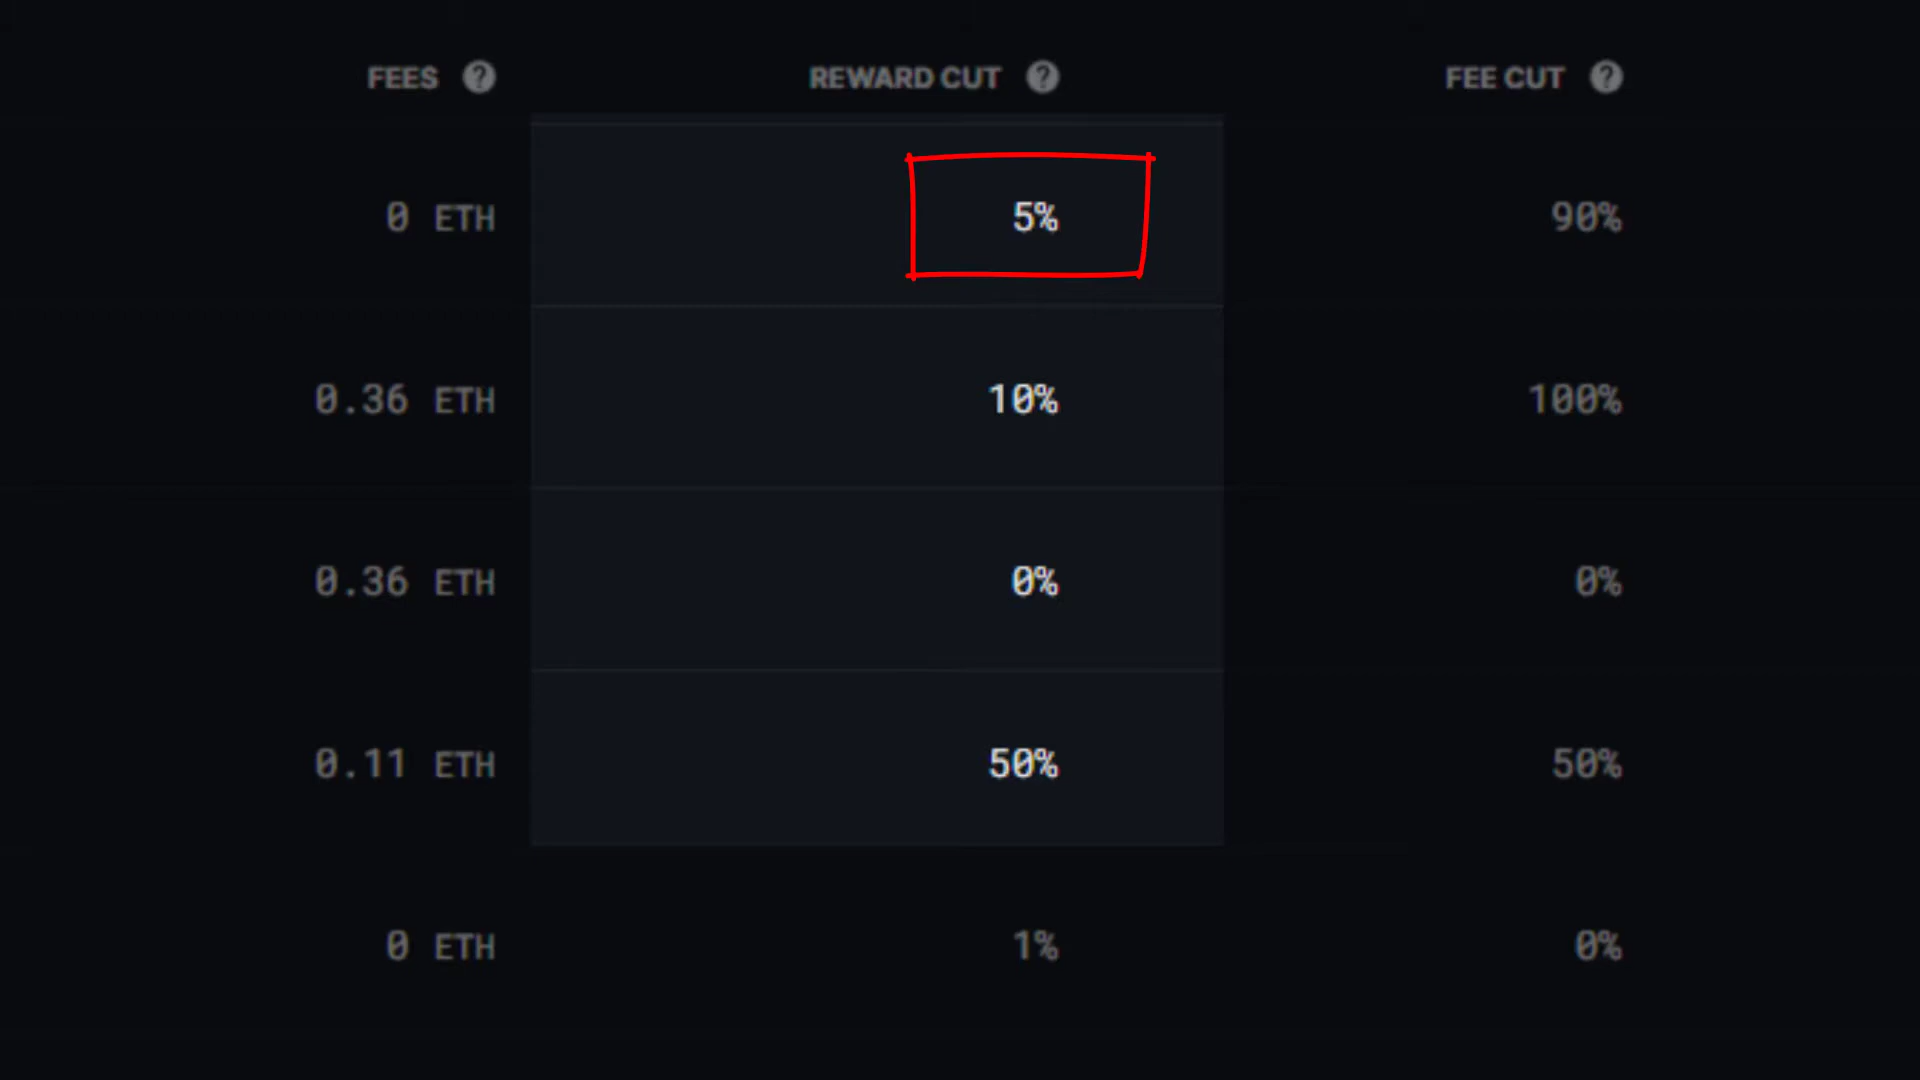 FEES ? REWARD CUT ? FEE CUT ?
0 ETH 5% 90%
0.36 ETH 10% 100%
0.36 ETH 0% 0%
0.11 ETH 50% 50%
0 ETH 1% 0%